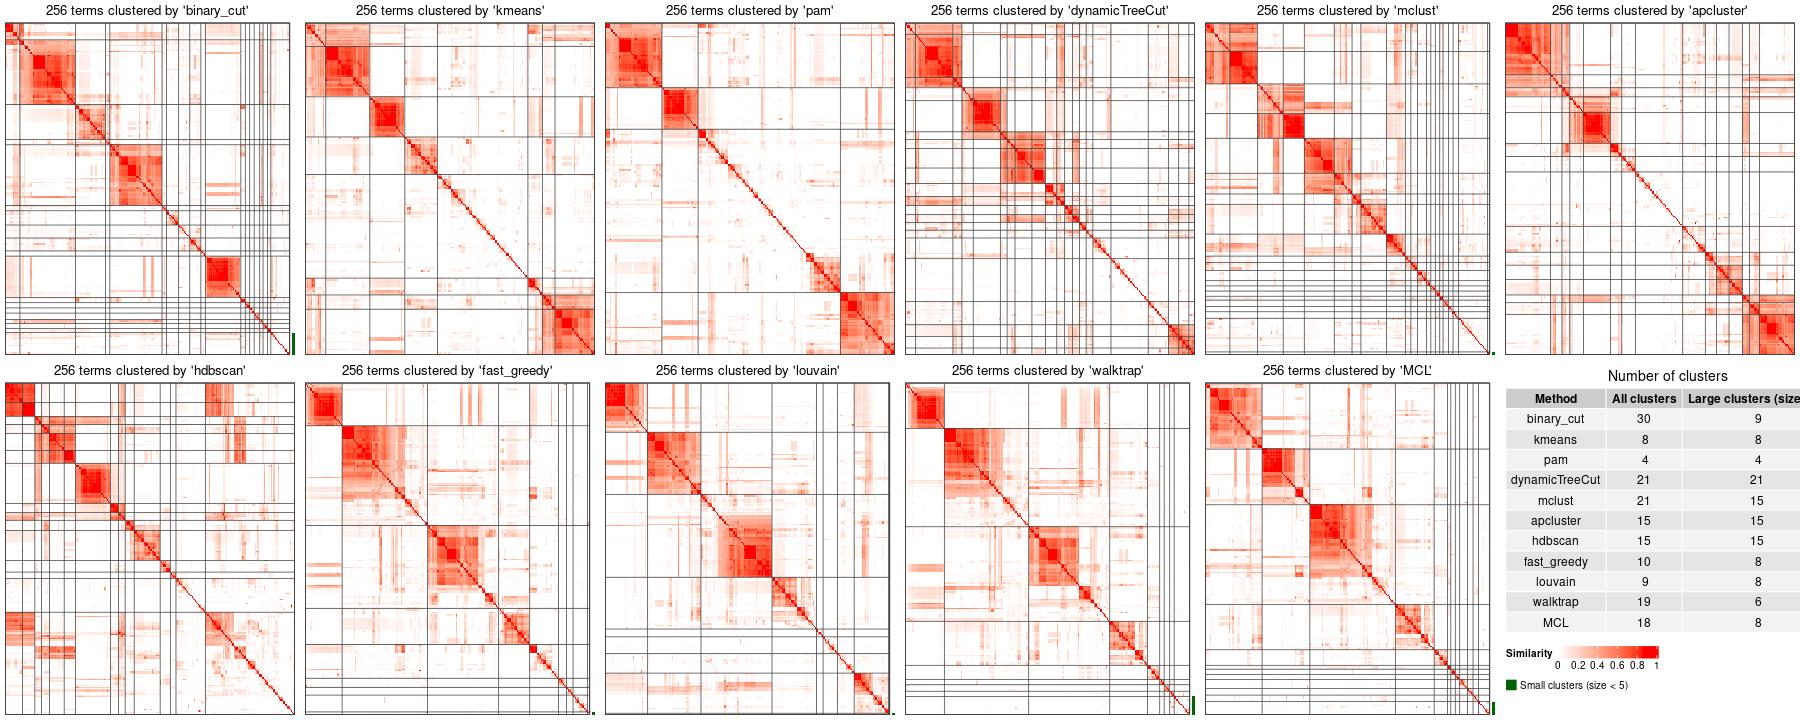 256 terms clustered by 'binary_cut'
256 terms clustered by 'kmeans'
256 terms clustered by 'pam'
256 terms clustered by 'dynamicTreeCut'
256 terms clustered by 'mclust'
256 terms clustered by 'apcluster'
256 terms clustered by 'hdbscan'
256 terms clustered by 'fast_greedy'
256 terms clustered by 'louvain'
256 terms clustered by 'walktrap'
256 terms clustered by 'MCL'
Number of clusters
Method All clusters Large clusters (size
binary_cut 30 9
kmeans 8 8
pam 4 4
dynamicTreeCut 21 21
mclust 21 15
apcluster 15 15
hdbscan 15 15
fast_greedy 10 8
louvain 9 8
walktrap 19 6
MCL 18 8
Similarity
0 0.2 0.4 0.6 0.8 1
Small clusters (size < 5)